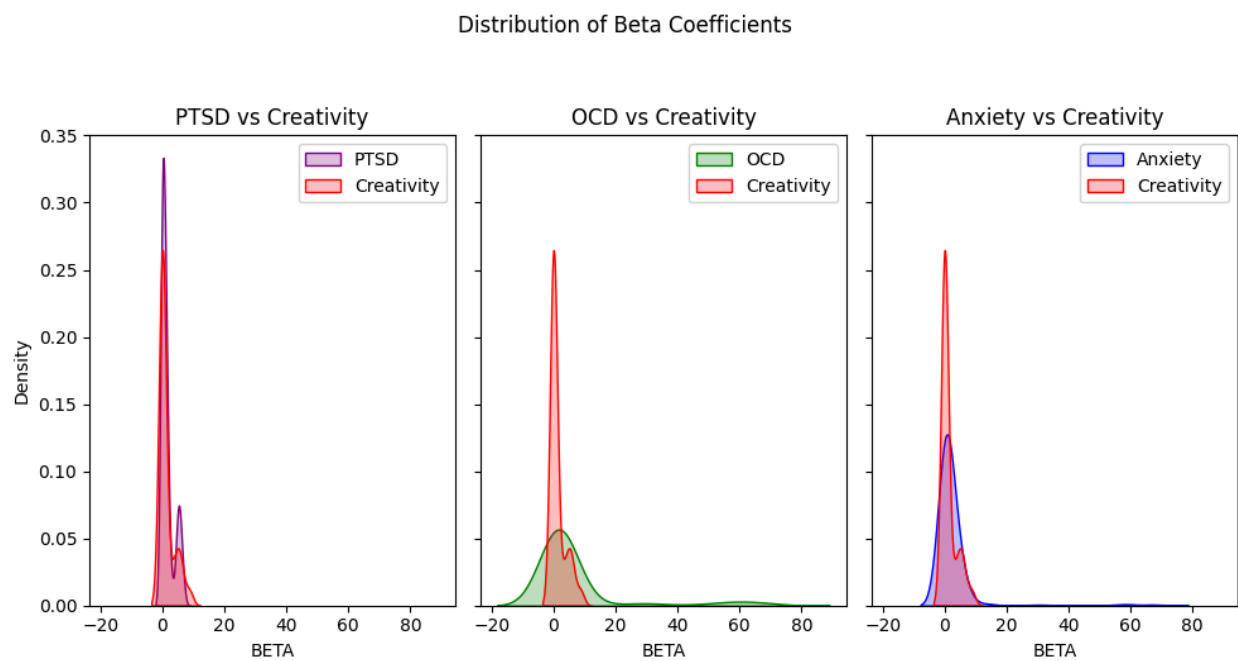 Distribution of Beta Coefficients
PTSD vs Creativity
OCD vs Creativity
Anxiety vs Creativity
PTSD
Creativity
OCD
Creativity
Anxiety
Creativity
Density
0.35
0.30
0.25
0.20
0.15
0.10
0.05
0.00
−20 0 20 40 60 80
−20 0 20 40 60 80
−20 0 20 40 60 80
BETA
BETA
BETA